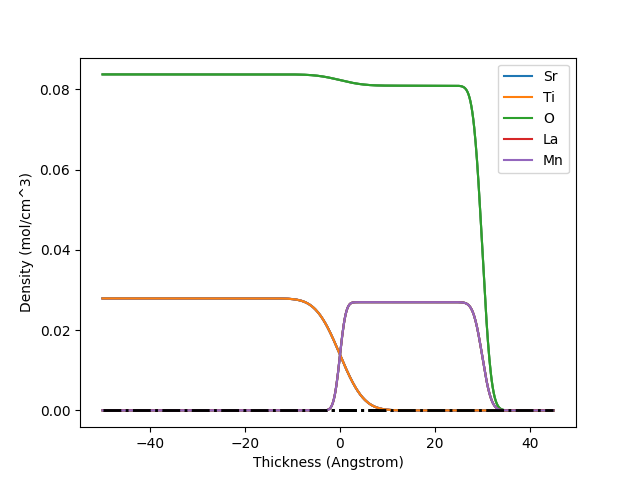 Sr
Ti
O
La
Mn
0.08
0.06
0.04
0.02
0.00
Density (mol/cm^3)
−40
−20
0
20
40
Thickness (Angstrom)